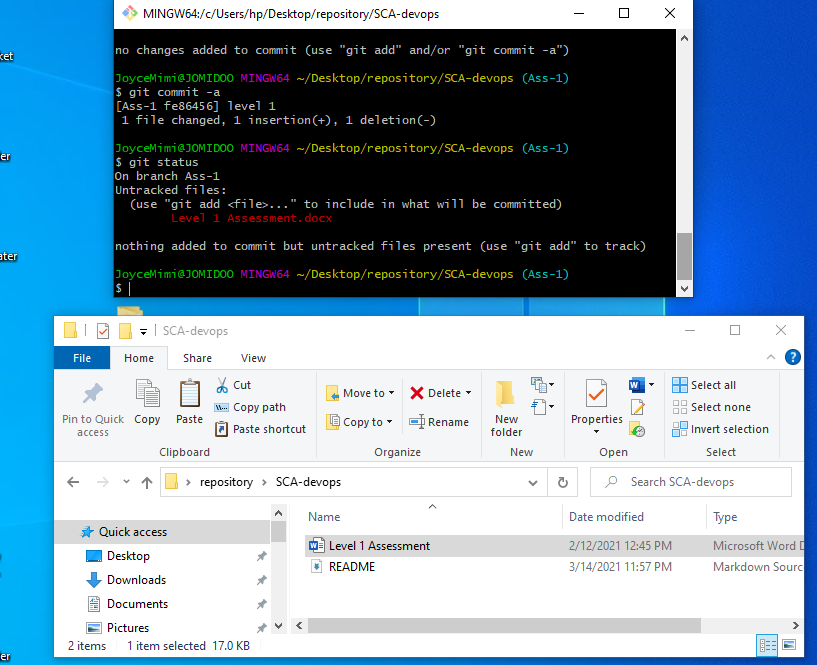 ket
er
ater
er
MINGW64:/c/Users/hp/Desktop/repository/SCA-devops
no changes added to commit (use "git add" and/or "git commit -a")
JoyceMimi@JOMIDOO MINGW64 ~/Desktop/repository/SCA-devops (Ass-1)
$ git commit -a
[Ass-1 fe86456] level 1
1 file changed, 1 insertion(+), 1 deletion(-)
JoyceMimi@JOMIDOO MINGW64 ~/Desktop/repository/SCA-devops (Ass-1)
$ git status
On branch Ass-1
Untracked files:
(use "git add <file>..." to include in what will be committed)
Level 1 Assessment.docx
nothing added to commit but untracked files present (use "git add" to track)
JoyceMimi@JOMIDOO MINGW64 ~/Desktop/repository/SCA-devops (Ass-1)
$
SCA-devops
File Home Share View
Pin to Quick access
Copy
Paste
Cut
Copy path
Paste shortcut
Clipboard
Move to
Copy to
Delete
Rename
Organize
New folder
New
Properties
Open
Select all
Select none
Invert selection
Select
repository > SCA-devops
Search SCA-devops
Quick access
Desktop
Downloads
Documents
Pictures
Name Date modified Type
Level 1 Assessment 2/12/2021 12:45 PM Microsoft Word D
README 3/14/2021 11:57 PM Markdown Sourc
2 items 1 item selected 17.0 KB